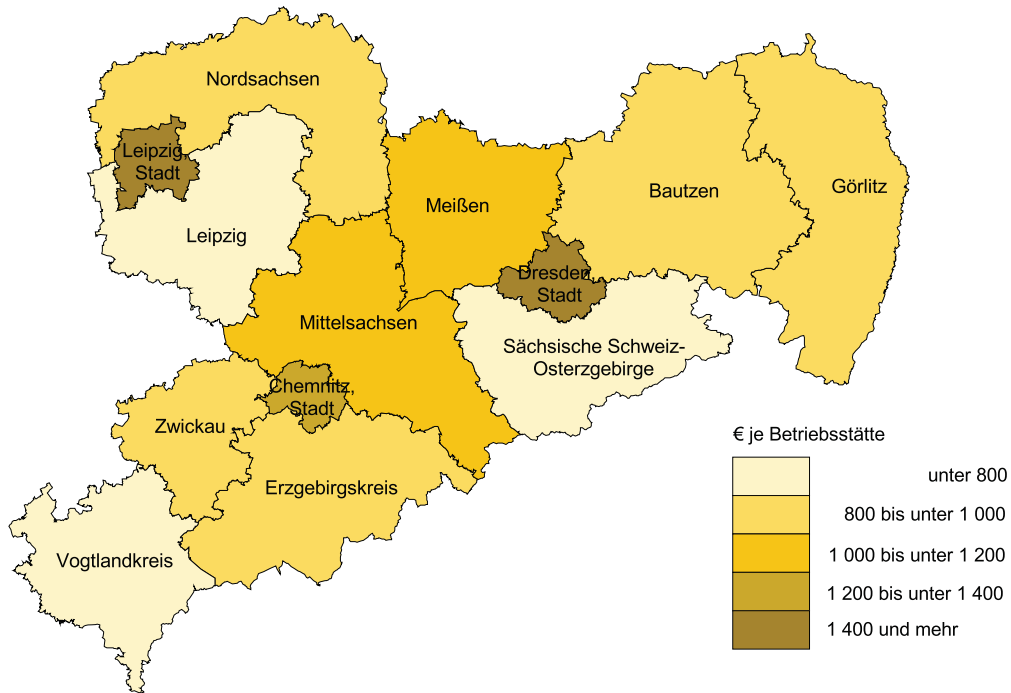 Nordsachsen
Leipzig,
Stadt
Leipzig
Meißen
Bautzen
Görlitz
Dresden,
Stadt
Mittelsachsen
Sächsische Schweiz-
Osterzgebirge
Chemnitz,
Stadt
Zwickau
Erzgebirgskreis
Vogtlandkreis
€ je Betriebsstätte
unter 800
800 bis unter 1 000
1 000 bis unter 1 200
1 200 bis unter 1 400
1 400 und mehr